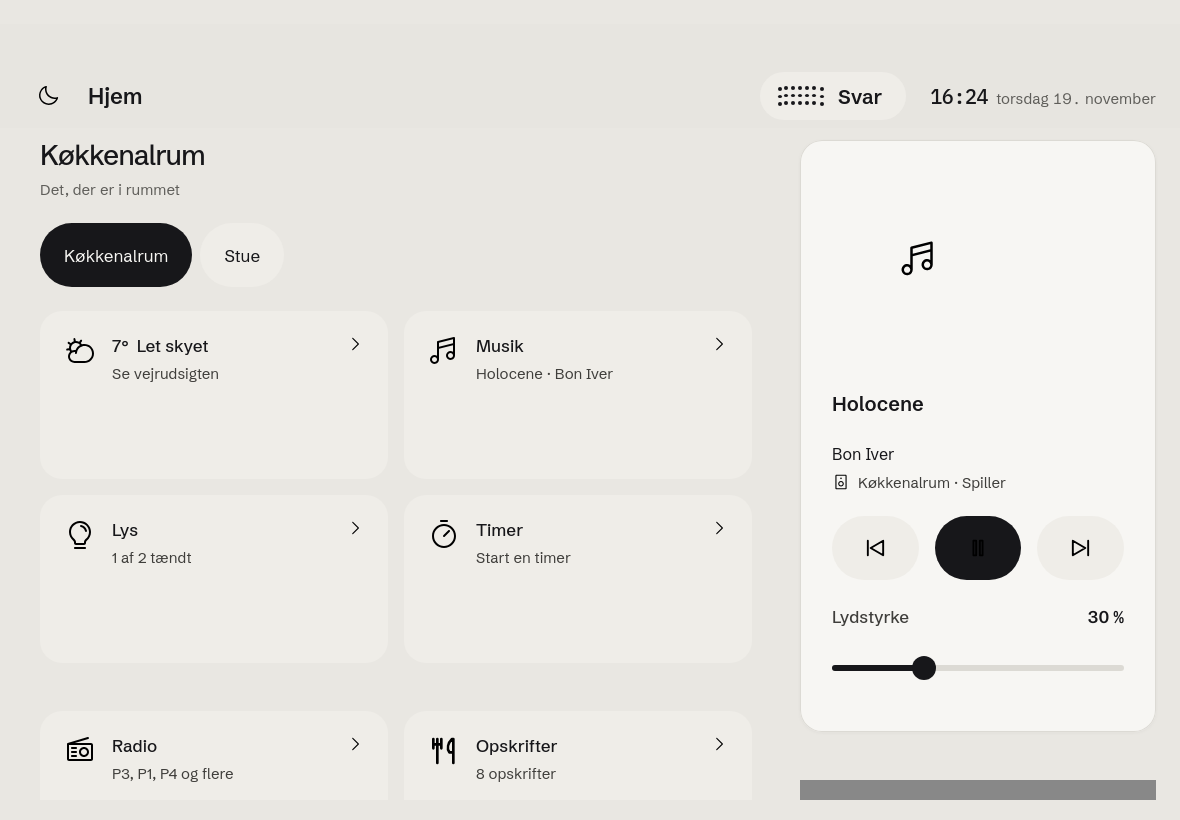 Hjem
Svar
16:24 torsdag 19. november
Køkkenalrum
Det, der er i rummet
Køkkenalrum
Stue
7° Let skyet
Se vejrudsigten
Musik
Holocene · Bon Iver
Lys
1 af 2 tændt
Timer
Start en timer
Radio
P3, P1, P4 og flere
Opskrifter
8 opskrifter
Holocene
Bon Iver
Køkkenalrum · Spiller
Lydstyrke
30 %